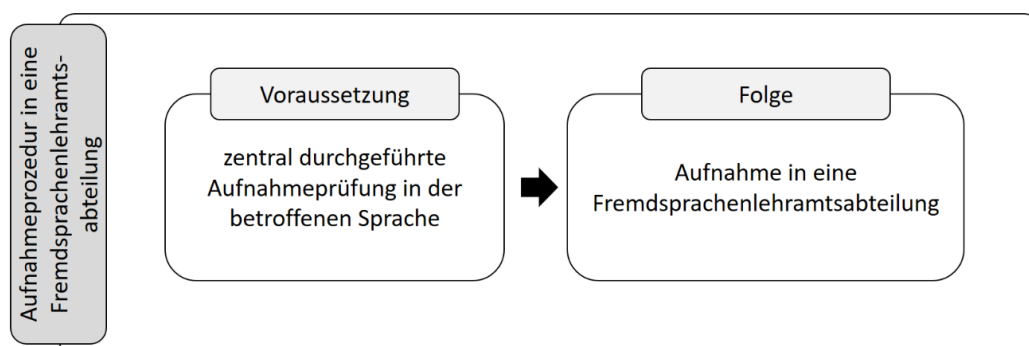 Aufnahmeprozedur in eine
Fremdsprachenlehramts-
abteilung
Voraussetzung
zentral durchgeführte
Aufnahmeprüfung in der
betroffenen Sprache
Folge
Aufnahme in eine
Fremdsprachenlehramtsabteilung